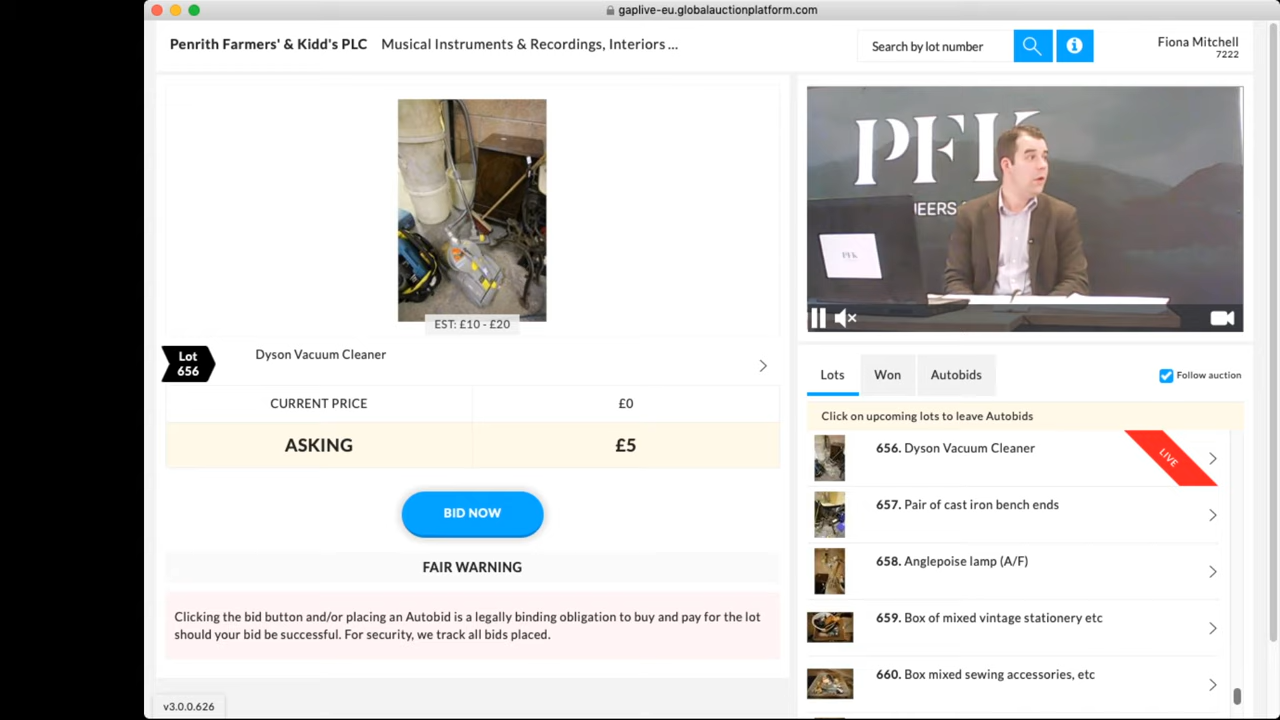 gaplive-eu.globalauctionplatform.com
Penrith Farmers' & Kidd's PLC Musical Instruments & Recordings, Interiors ...
Search by lot number
Fiona Mitchell
7222
EST: £10 - £20
Lot
656
Dyson Vacuum Cleaner
CURRENT PRICE £0
ASKING £5
BID NOW
FAIR WARNING
Clicking the bid button and/or placing an Autobid is a legally binding obligation to buy and pay for the lot
should your bid be successful. For security, we track all bids placed.
v3.0.0.626
PFK
PFK
Lots Won Autobids
Follow auction
Click on upcoming lots to leave Autobids
656. Dyson Vacuum Cleaner
LIVE
657. Pair of cast iron bench ends
658. Anglepoise lamp (A/F)
659. Box of mixed vintage stationery etc
660. Box mixed sewing accessories, etc